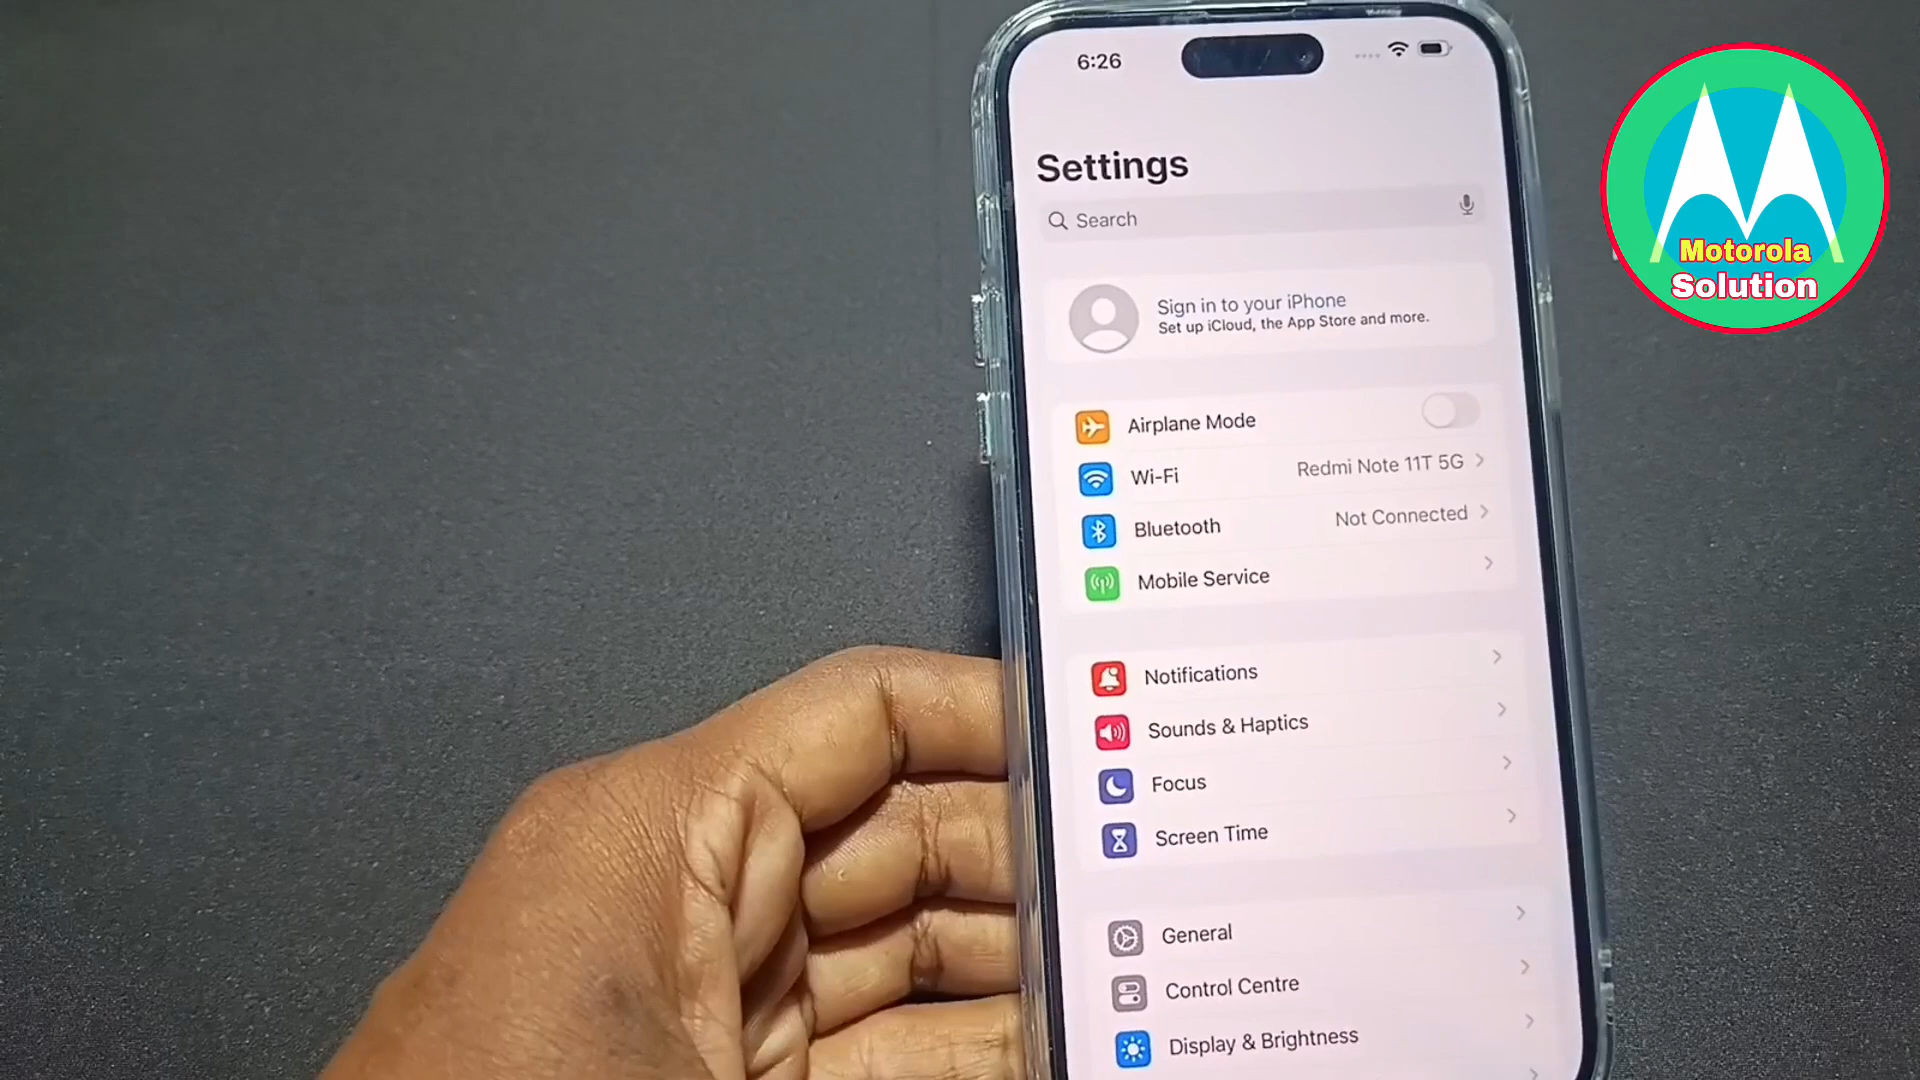 6:26
Settings
Search
Sign in to your iPhone
Set up iCloud, the App Store and more.
Airplane Mode
Wi-Fi Redmi Note 11T 5G
Bluetooth Not Connected
Mobile Service
Notifications
Sounds & Haptics
Focus
Screen Time
General
Control Centre
Display & Brightness
Motorola
Solution